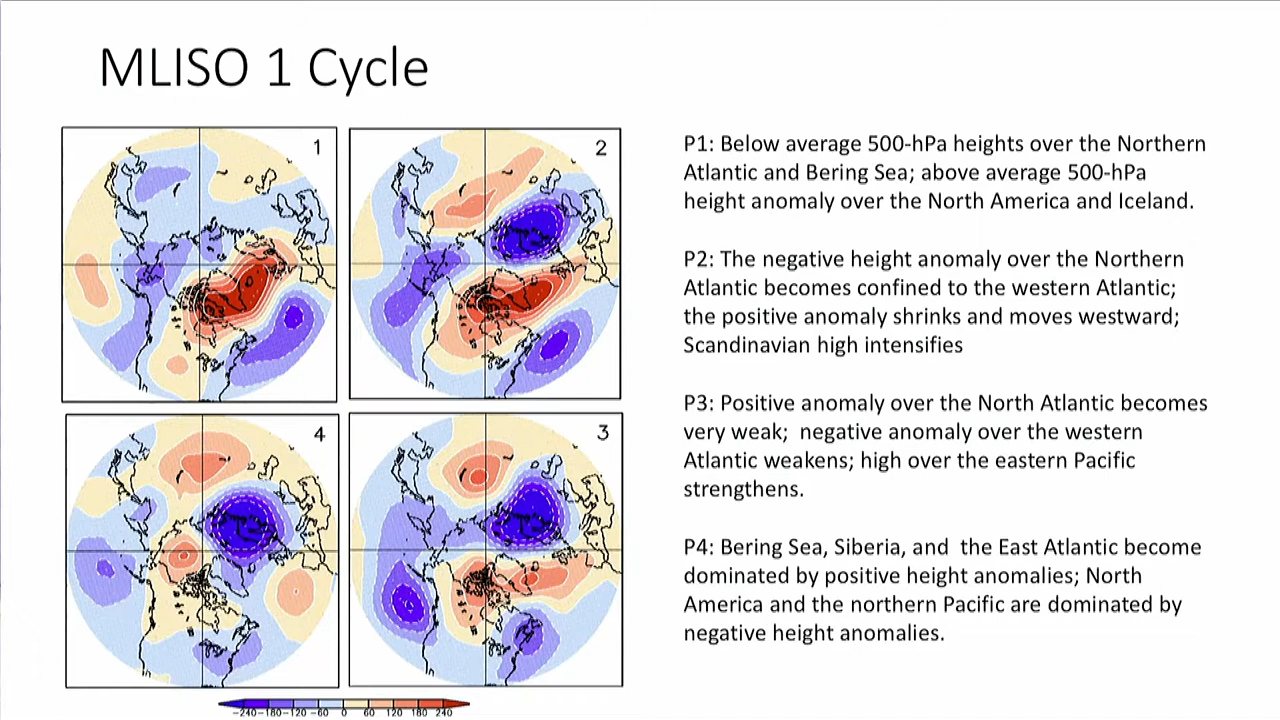 MLISO 1 Cycle
1
2
4
3
-240-180-120 -60 0 60 120 180 240
P1: Below average 500-hPa heights over the Northern
Atlantic and Bering Sea; above average 500-hPa
height anomaly over the North America and Iceland.
P2: The negative height anomaly over the Northern
Atlantic becomes confined to the western Atlantic;
the positive anomaly shrinks and moves westward;
Scandinavian high intensifies
P3: Positive anomaly over the North Atlantic becomes
very weak;  negative anomaly over the western
Atlantic weakens; high over the eastern Pacific
strengthens.
P4: Bering Sea, Siberia, and  the East Atlantic become
dominated by positive height anomalies; North
America and the northern Pacific are dominated by
negative height anomalies.